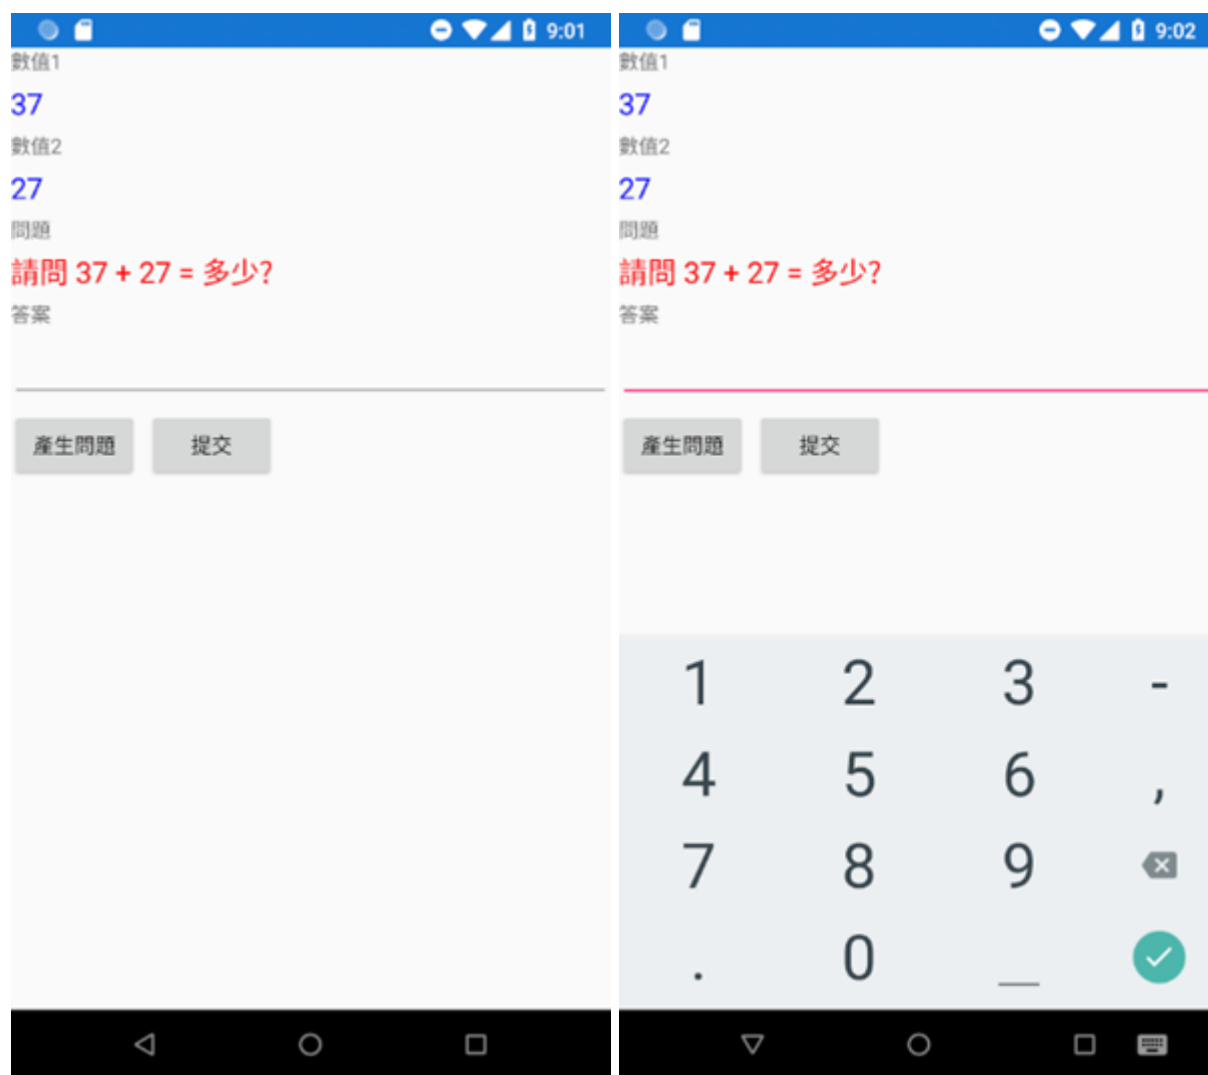 9:01
數值1
37
數值2
27
問題
請問 37 + 27 = 多少?
答案
產生問題 提交
9:02
數值1
37
數值2
27
問題
請問 37 + 27 = 多少?
答案
產生問題 提交
1 2 3 -
4 5 6 ,
7 8 9
. 0 _